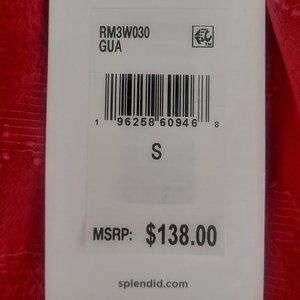 RM3W030
GUA
1 96258 60946 8
S
MSRP: $138.00
splendid.com